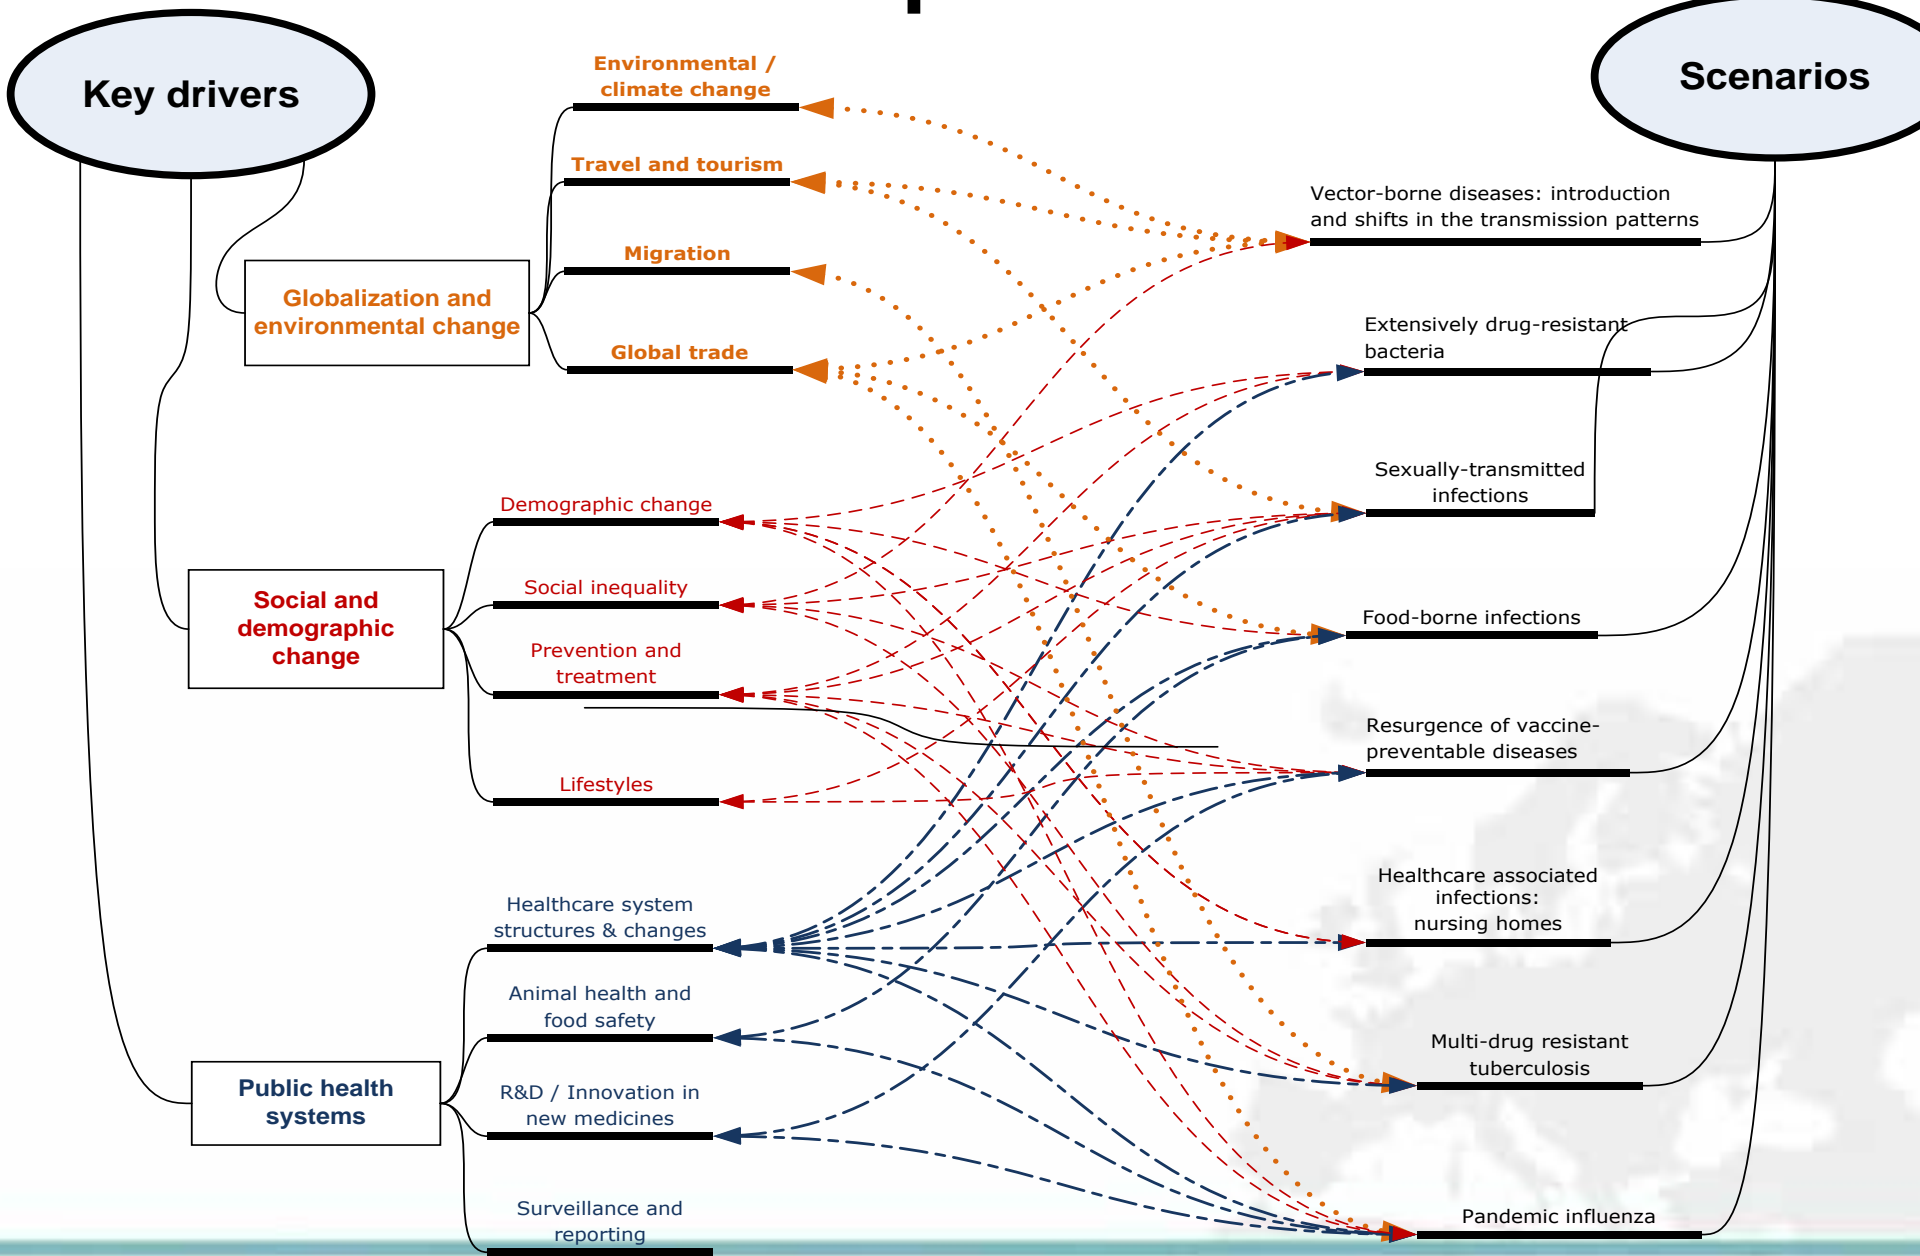 Key drivers
Scenarios
Environmental /
climate change
Travel and tourism
Migration
Global trade
Globalization and
environmental change
Demographic change
Social inequality
Prevention and
treatment
Lifestyles
Social and
demographic
change
Healthcare system
structures & changes
Animal health and
food safety
R&D / Innovation in
new medicines
Surveillance and
reporting
Public health
systems
Vector-borne diseases: introduction
and shifts in the transmission patterns
Extensively drug-resistant
bacteria
Sexually-transmitted
infections
Food-borne infections
Resurgence of vaccine-
preventable diseases
Healthcare associated
infections:
nursing homes
Multi-drug resistant
tuberculosis
Pandemic influenza